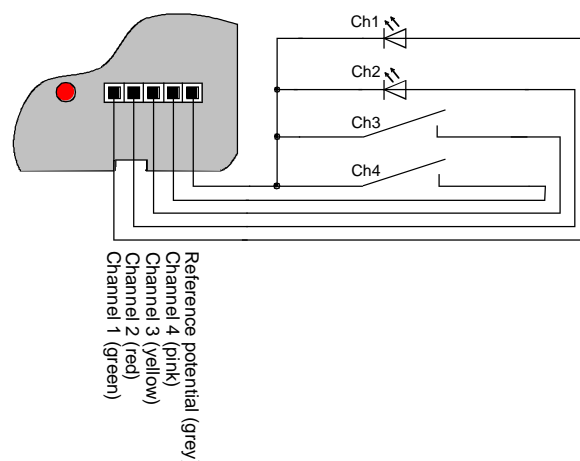 Ch1
Ch2
Ch3
Ch4
Reference potential (grey
Channel 4 (pink)
Channel 3 (yellow)
Channel 2 (red)
Channel 1 (green)